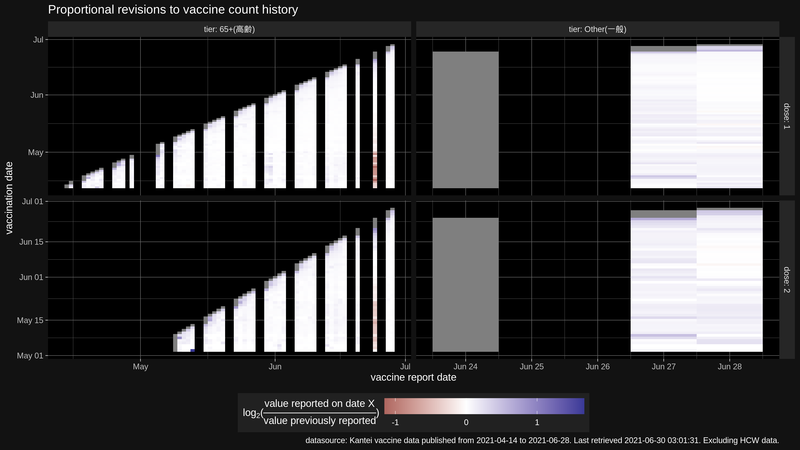 Proportional revisions to vaccine count history
tier: 65+(高齢)
tier: Other(一般)
Jul
Jun
May
dose: 1
Jul 01
Jun 15
Jun 01
May 15
May 01
dose: 2
vaccination date
May
Jun
Jul
Jun 24
Jun 25
Jun 26
Jun 27
Jun 28
vaccine report date
log2(value reported on date X
value previously reported)
-1
0
1
datasource: Kantei vaccine data published from 2021-04-14 to 2021-06-28. Last retrieved 2021-06-30 03:01:31. Excluding HCW data.